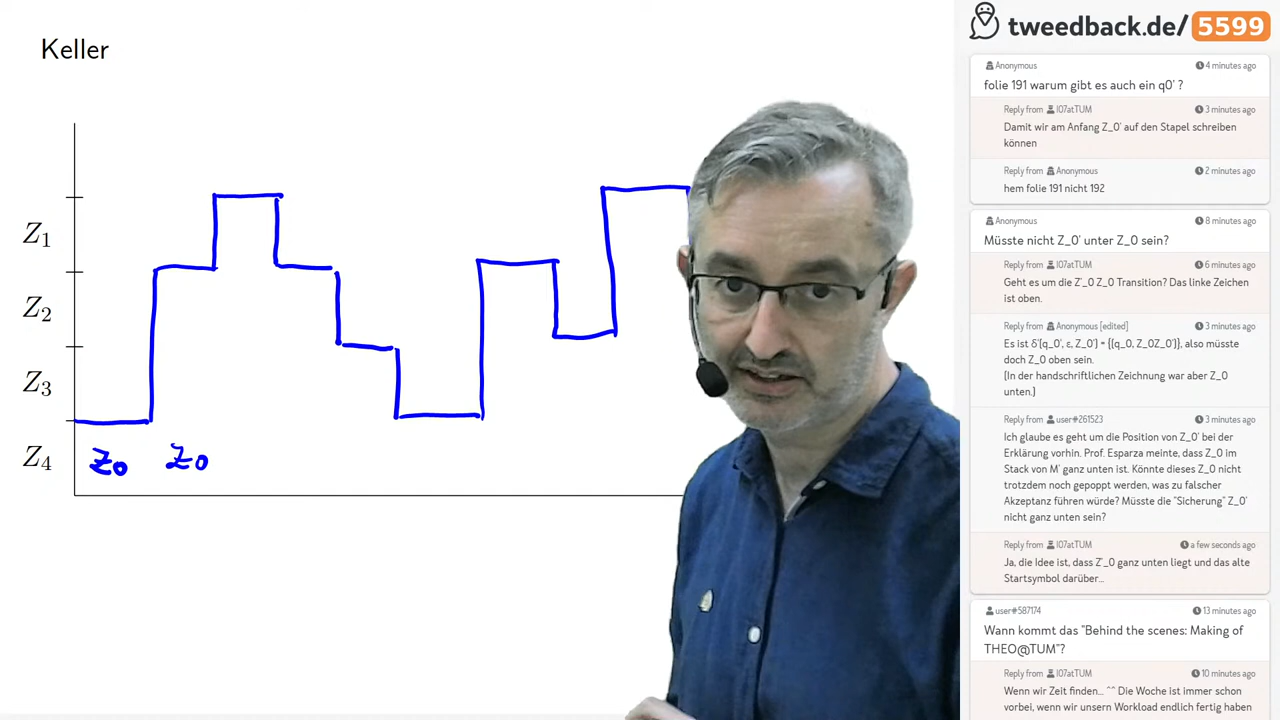 Keller
Z1
Z2
Z3
Z4
Z0 Z0
tweedback.de/ 5599
Anonymous 4 minutes ago
folie 191 warum gibt es auch ein q0' ?
Reply from I07atTUM 3 minutes ago
Damit wir am Anfang Z_0' auf den Stapel schreiben
können
Reply from Anonymous 2 minutes ago
hem folie 191 nicht 192
Anonymous 8 minutes ago
Müsste nicht Z_0' unter Z_0 sein?
Reply from I07atTUM 6 minutes ago
Geht es um die Z'_0 Z_0 Transition? Das linke Zeichen
ist oben.
Reply from Anonymous [edited] 3 minutes ago
Es ist δ'(q_0', ε, Z_0') = {(q_0, Z_0Z_0')}, also müsste
doch Z_0 oben sein.
(In der handschriftlichen Zeichnung war aber Z_0
unten.)
Reply from user#261523 3 minutes ago
Ich glaube es geht um die Position von Z_0' bei der
Erklärung vorhin. Prof. Esparza meinte, dass Z_0 im
Stack von M' ganz unten ist. Könnte dieses Z_0 nicht
trotzdem noch gepoppt werden, was zu falscher
Akzeptanz führen würde? Müsste die "Sicherung" Z_0'
nicht ganz unten sein?
Reply from I07atTUM a few seconds ago
Ja, die Idee ist, dass Z'_0 ganz unten liegt und das alte
Startsymbol darüber...
user#587174 13 minutes ago
Wann kommt das "Behind the scenes: Making of
THEO@TUM"?
Reply from I07atTUM 10 minutes ago
Wenn wir Zeit finden... ^^ Die Woche ist immer schon
vorbei, wenn wir unsern Workload endlich fertig haben